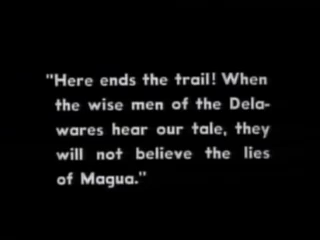 "Here ends the trail! When
the wise men of the Dela-
wares hear our tale, they
will not believe the lies
of Magua."